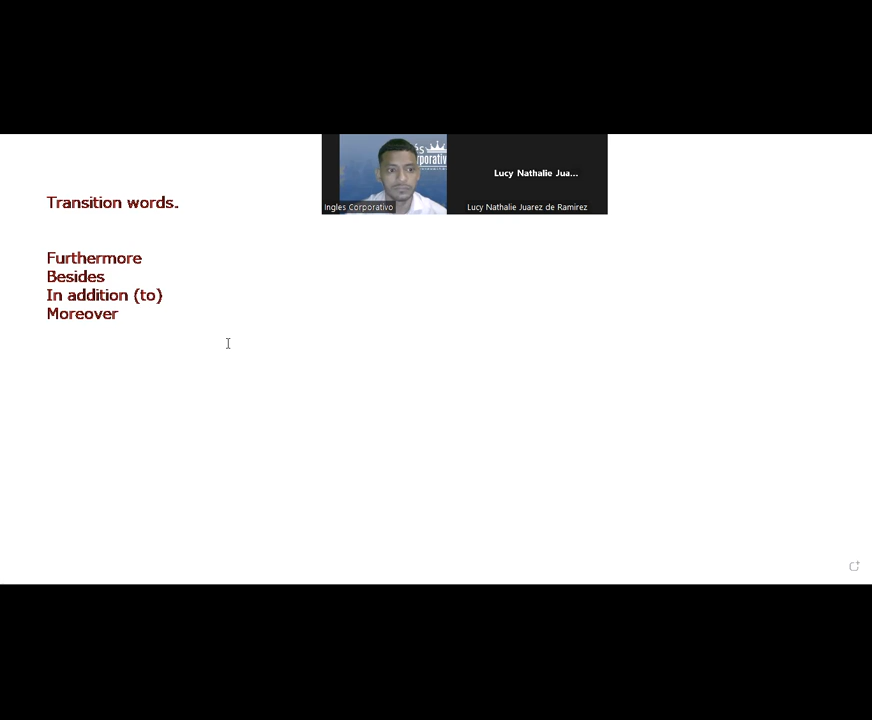 Transition words.
Furthermore
Besides
In addition (to)
Moreover
Lucy Nathalie Jua...
Ingles Corporativo
Lucy Nathalie Juarez de Ramirez